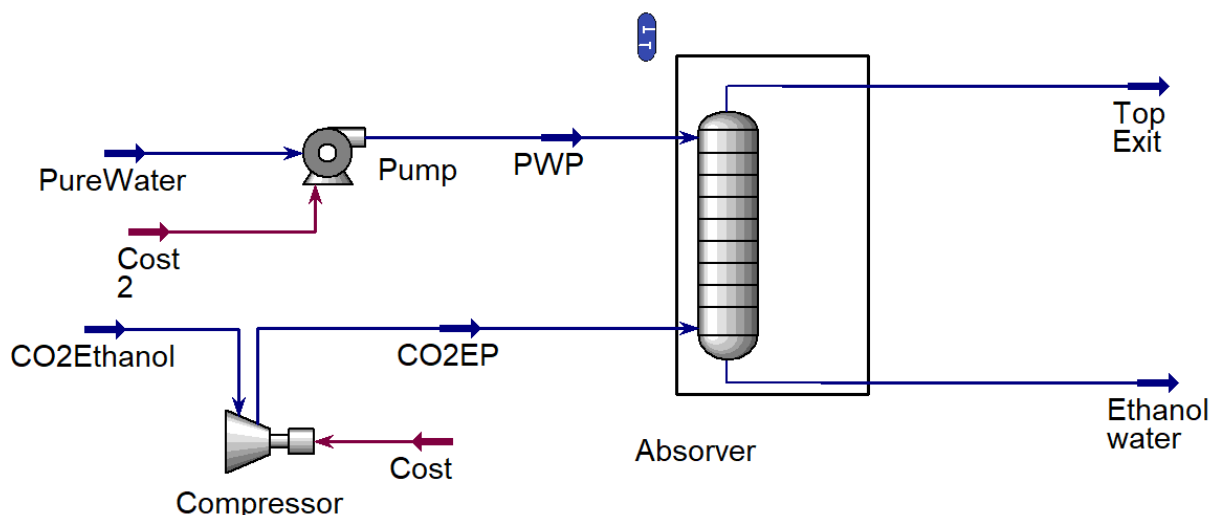 T
T
Top
Exit
PureWater
Pump
PWP
Cost
2
CO2Ethanol
CO2EP
Ethanol
water
Absorver
Cost
Compressor